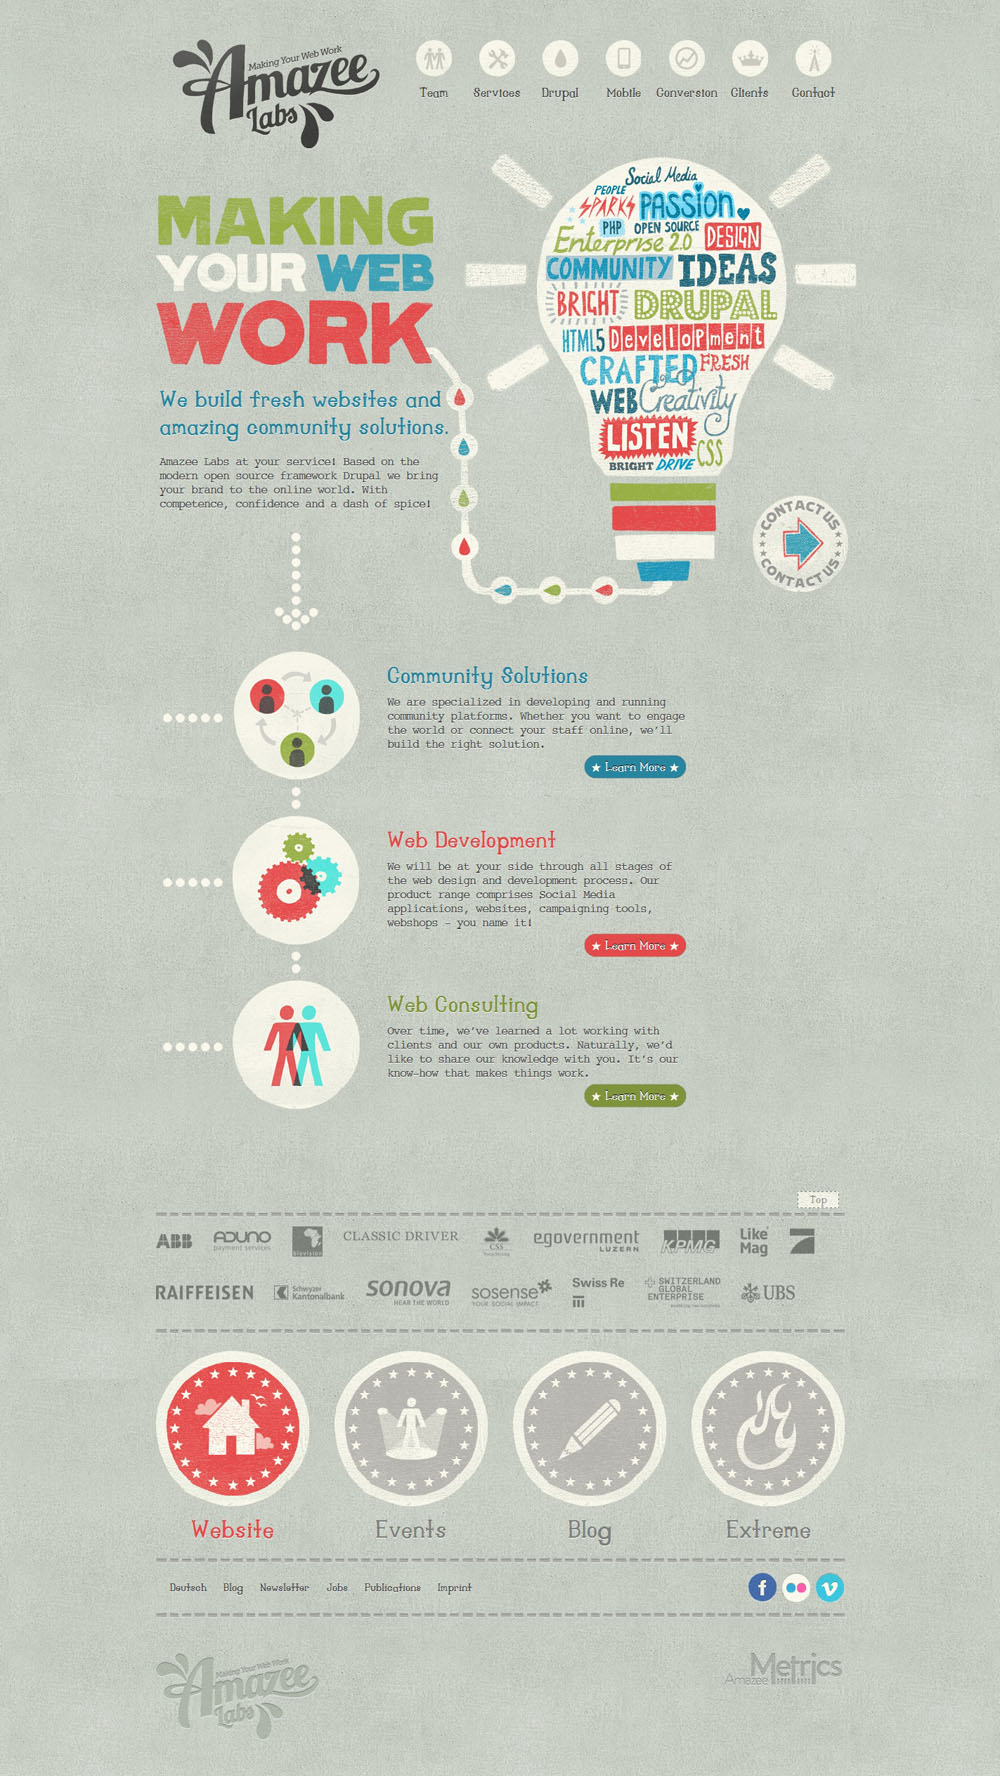 Making Your Web Work
Amazee
Labs
Team
Services
Drupal
Mobile
Conversion
Clients
Contact
MAKING
YOUR WEB
WORK
We build fresh websites and
amazing community solutions.
Amazee Labs at your service! Based on the
modern open source framework Drupal we bring
your brand to the online world. With
competence, confidence and a dash of spice!
Social Media
PEOPLE
SPARKS PASSION
PHP OPEN SOURCE
Enterprise 2.0 DESIGN
COMMUNITY IDEAS
BRIGHT DRUPAL
HTML5 Development
CRAFTED FRESH
WEB Creativity
LISTEN CSS
BRIGHT DRIVE
CONTACT US
CONTACT US
Community Solutions
We are specialized in developing and running
community platforms. Whether you want to engage
the world or connect your staff online, we'll
build the right solution.
★ Learn More ★
Web Development
We will be at your side through all stages of
the web design and development process. Our
product range comprises Social Media
applications, websites, campaigning tools,
webshops - you name it!
★ Learn More ★
Web Consulting
Over time, we've learned a lot working with
clients and our own products. Naturally, we'd
like to share our knowledge with you. It's our
know-how that makes things work.
★ Learn More ★
Top
ABB
ADUNO
payment services
biovision
CLASSIC DRIVER
CSS
Versicherung
egovernment
LUZERN
KPMG
Like
Mag
RAIFFEISEN
Schwyzer
Kantonalbank
sonova
HEAR THE WORLD
sosense
YOUR SOCIAL IMPACT
Swiss Re
SWITZERLAND
GLOBAL
ENTERPRISE
UBS
Website
Events
Blog
Extreme
Deutsch
Blog
Newsletter
Jobs
Publications
Imprint
f
v
Making Your Web Work
Amazee
Labs
Amazee Metrics